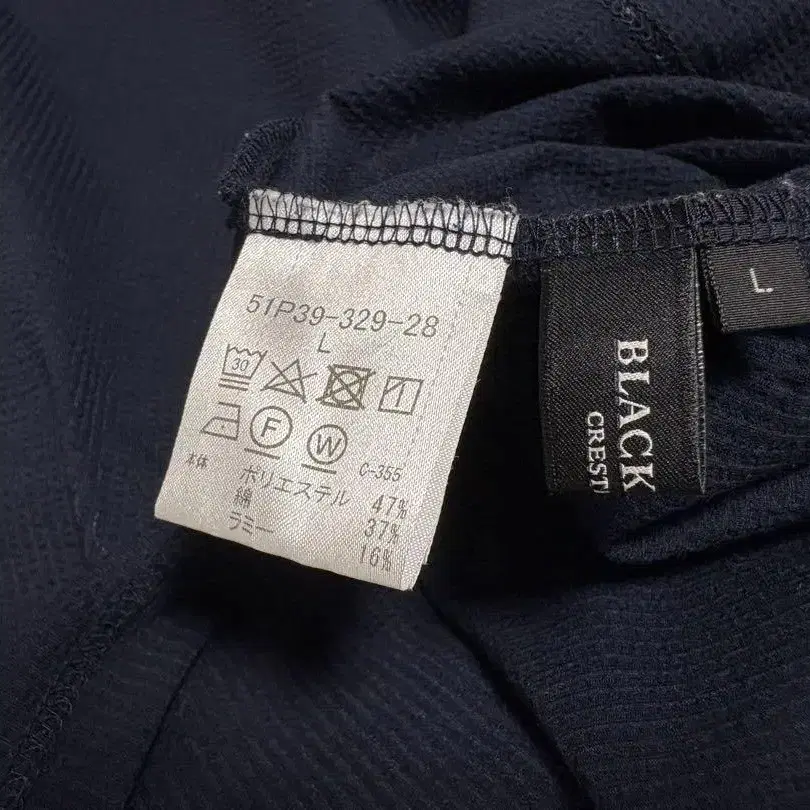 51P39-329-28
L
30
F
W
C-355
本体
ポリエステル 47%
綿 37%
ラミー 16%
BLACK
CREST
L